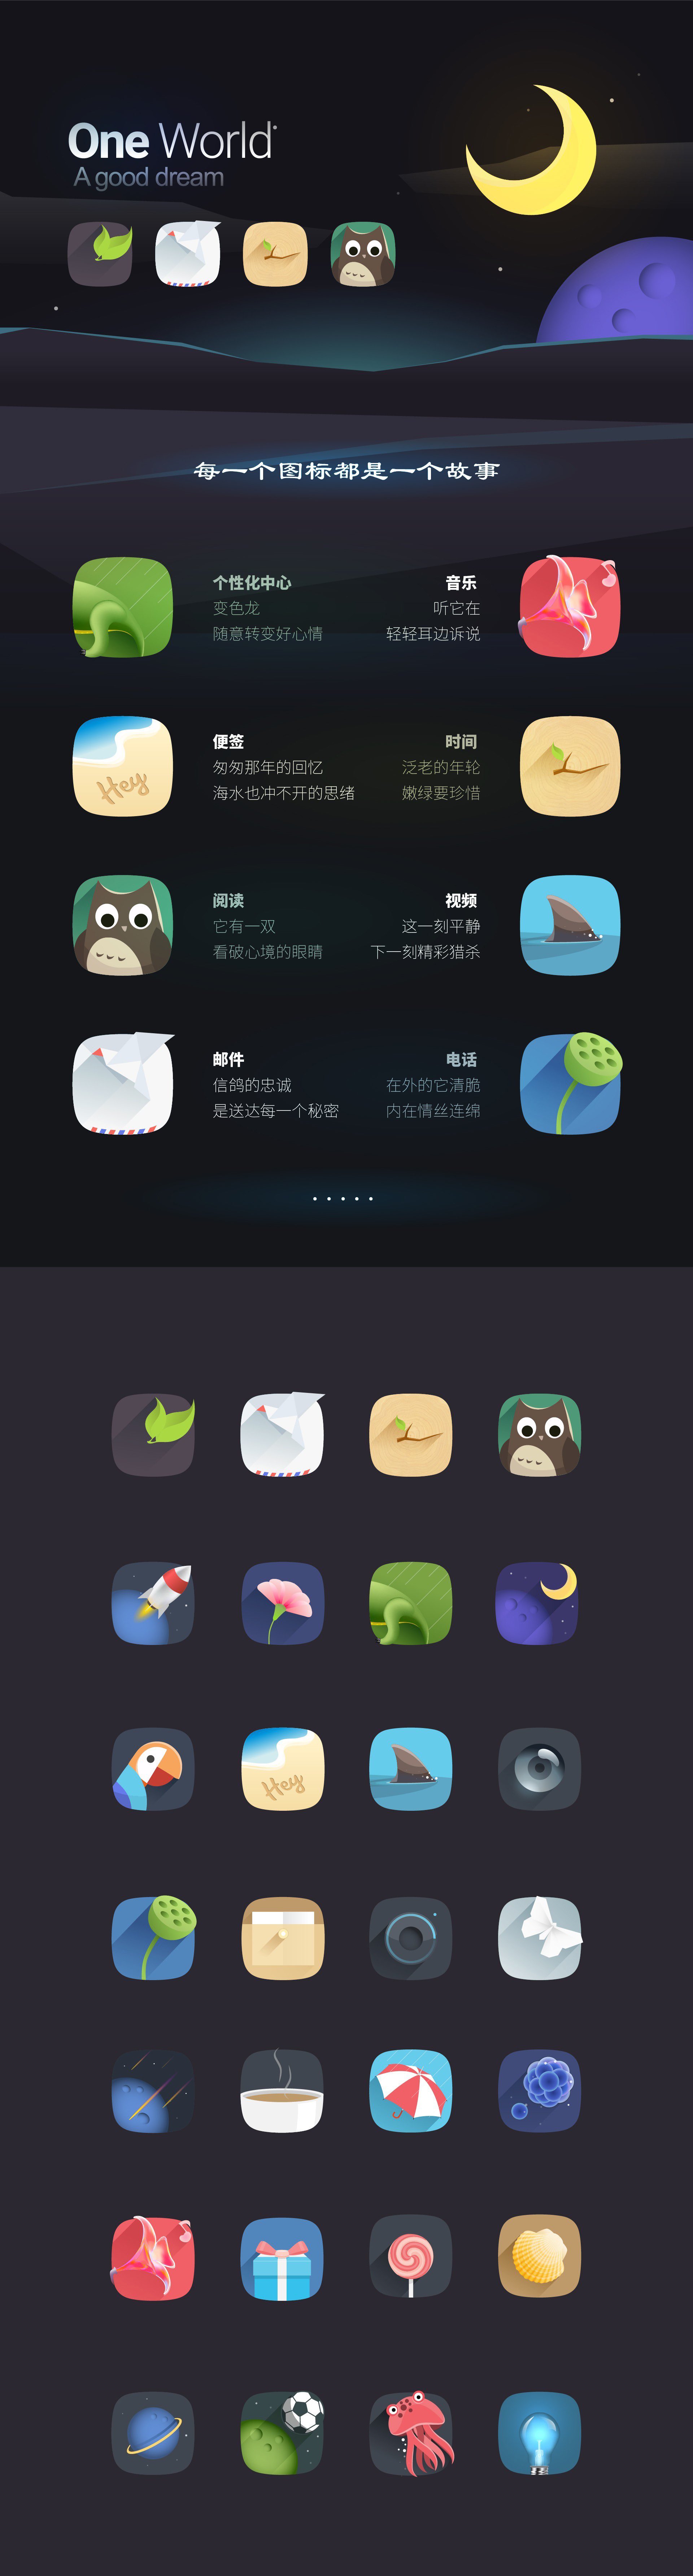 One World
A good dream
每一个图标都是一个故事
个性化中心
变色龙
随意转变好心情
音乐
听它在
轻轻耳边诉说
便签
匆匆那年的回忆
海水也冲不开的思绪
Hey
时间
泛老的年轮
嫩绿要珍惜
阅读
它有一双
看破心境的眼睛
视频
这一刻平静
下一刻精彩猎杀
邮件
信鸽的忠诚
是送达每一个秘密
电话
在外的它清脆
内在情丝连绵
Hey